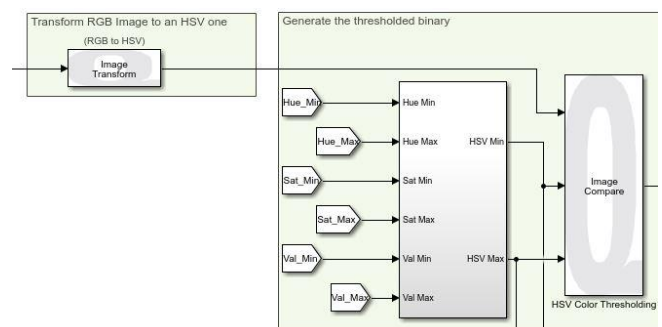 Transform RGB Image to an HSV one
(RGB to HSV)
Image
Transform
Generate the thresholded binary
Hue_Min
Hue_Max
Sat_Min
Sat_Max
Val_Min
Val_Max
Hue Min
Hue Max
Sat Min
Sat Max
Val Min
Val Max
HSV Min
HSV Max
Image
Compare
HSV Color Thresholding